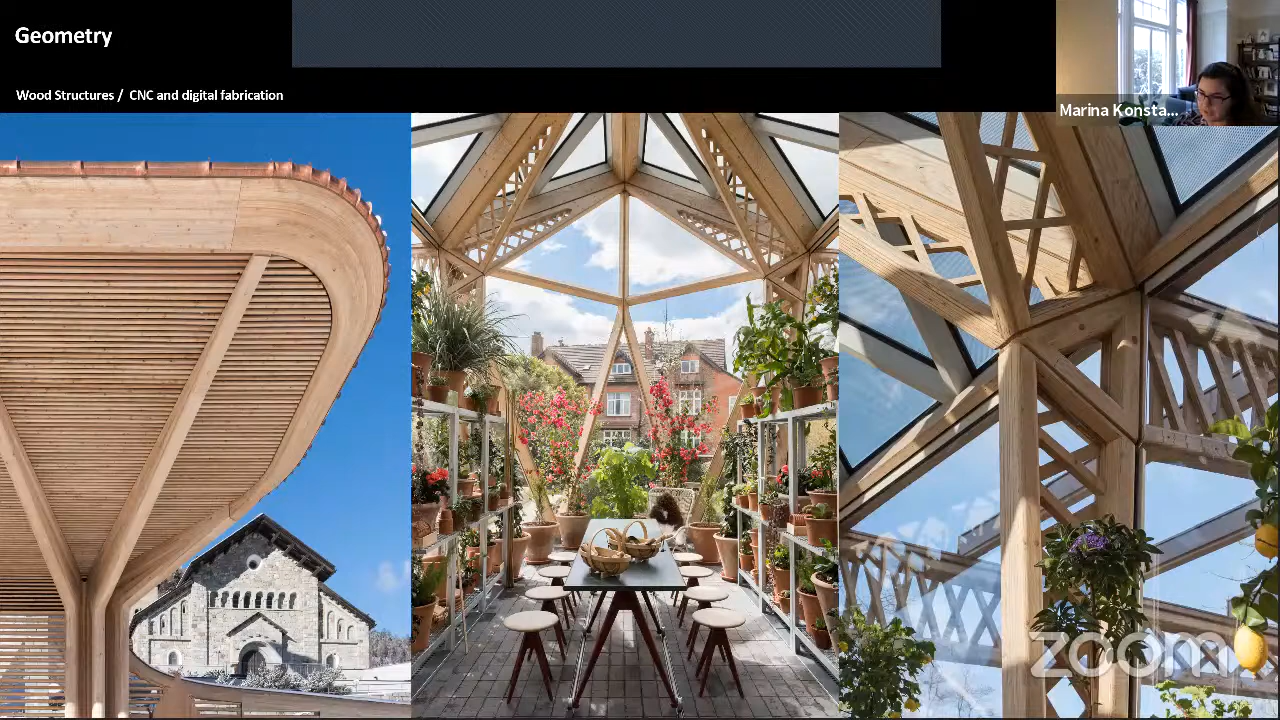 Geometry
Wood Structures / CNC and digital fabrication
Marina Konsta...
zoom